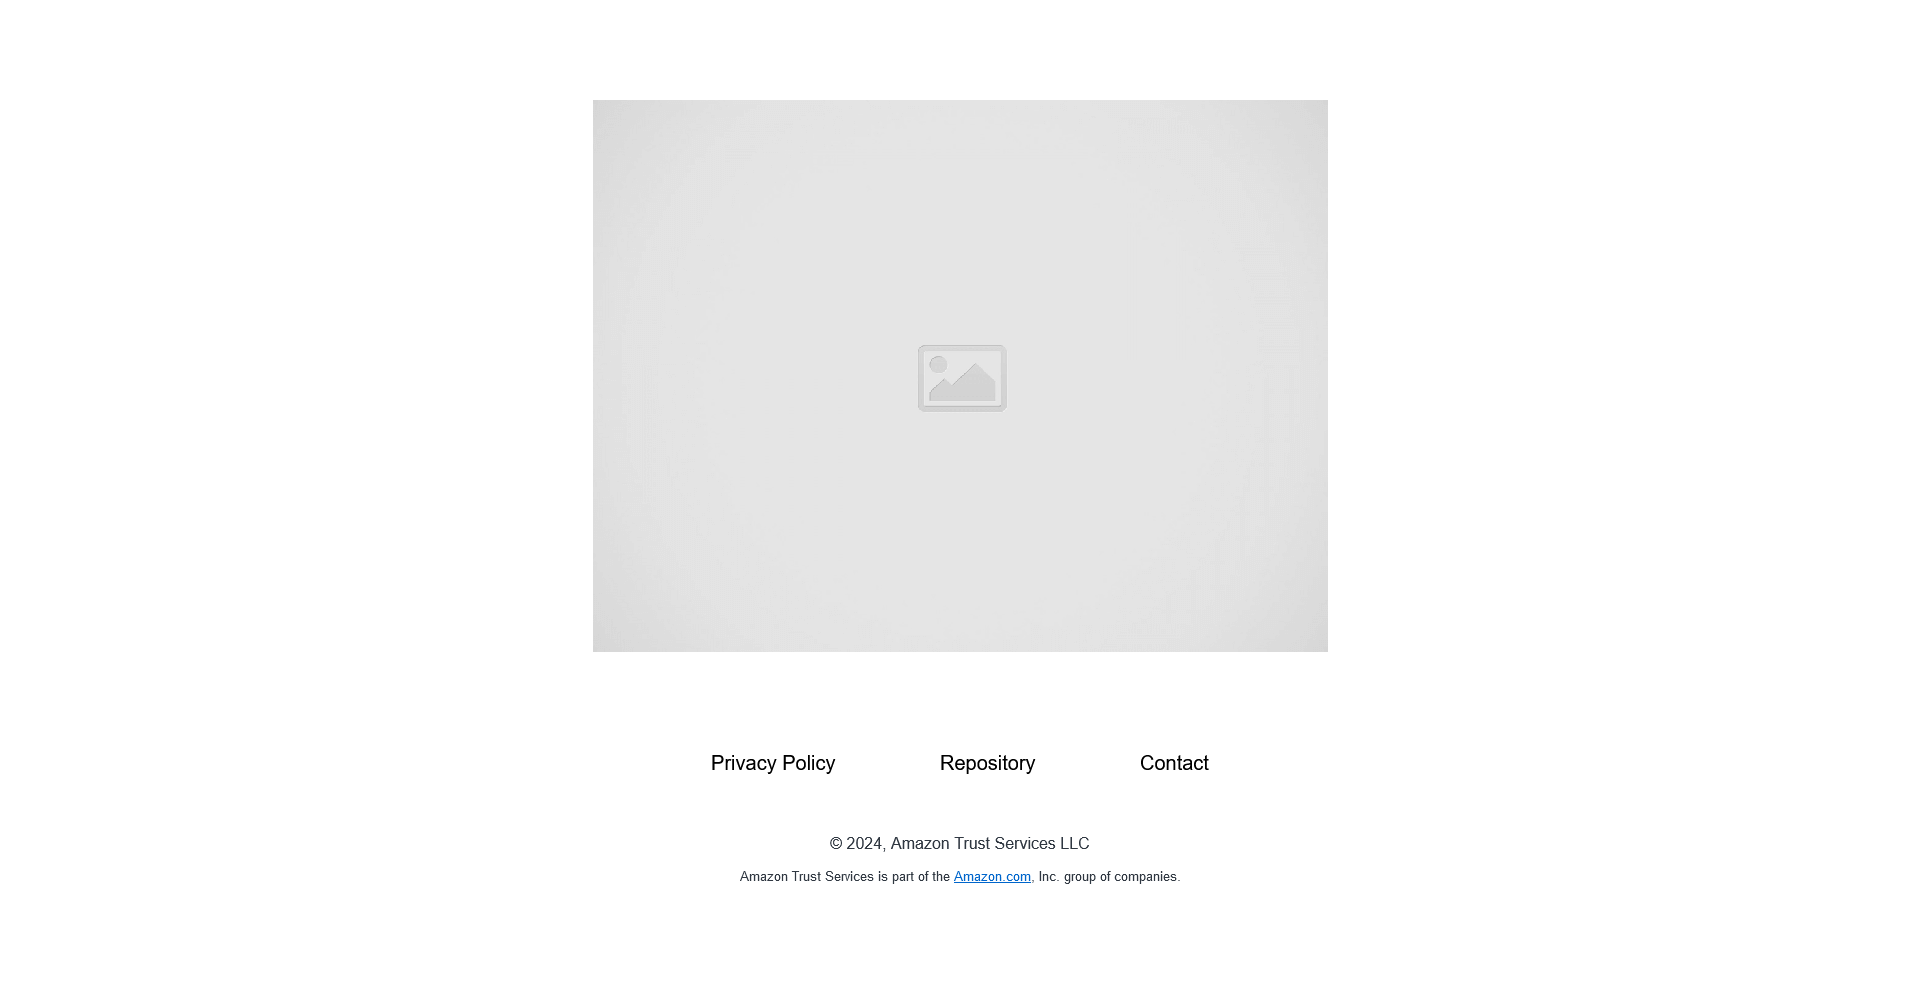 Privacy Policy Repository Contact
© 2024, Amazon Trust Services LLC
Amazon Trust Services is part of the Amazon.com, Inc. group of companies.